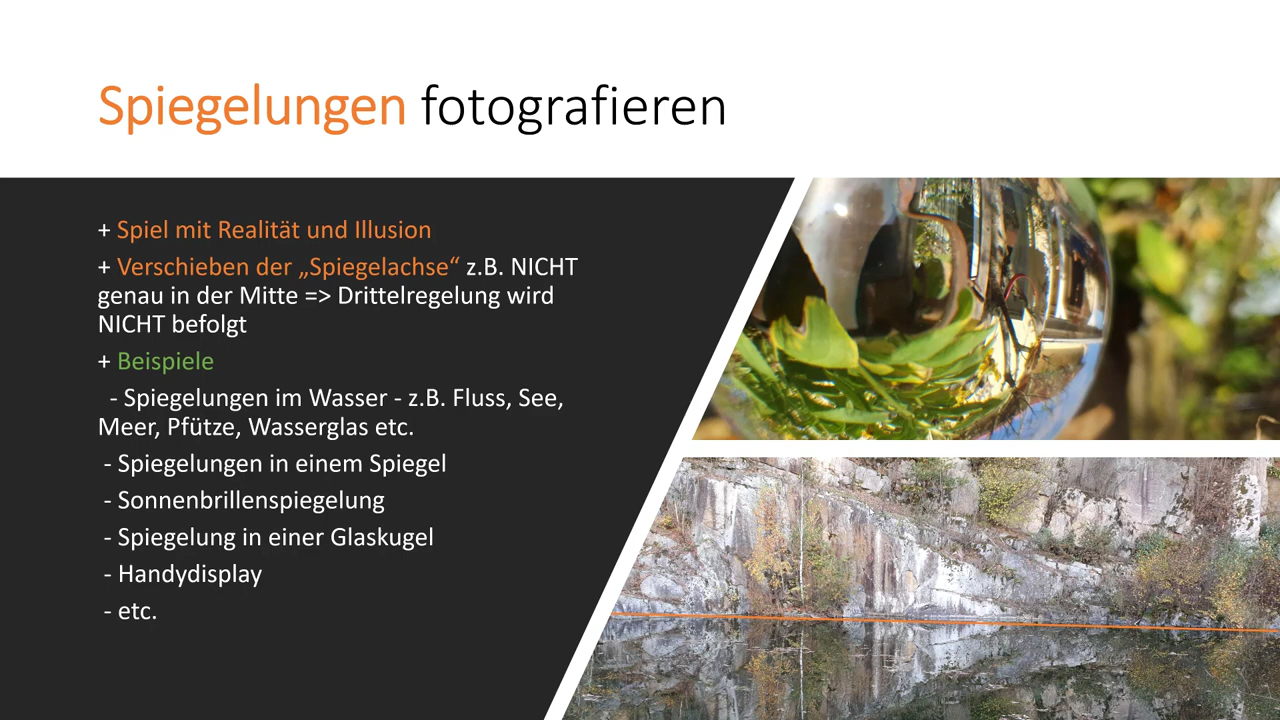 Spiegelungen fotografieren
+ Spiel mit Realität und Illusion
+ Verschieben der „Spiegelachse“ z.B. NICHT
genau in der Mitte => Drittelregelung wird
NICHT befolgt
+ Beispiele
- Spiegelungen im Wasser - z.B. Fluss, See,
Meer, Pfütze, Wasserglas etc.
- Spiegelungen in einem Spiegel
- Sonnenbrillenspiegelung
- Spiegelung in einer Glaskugel
- Handydisplay
- etc.